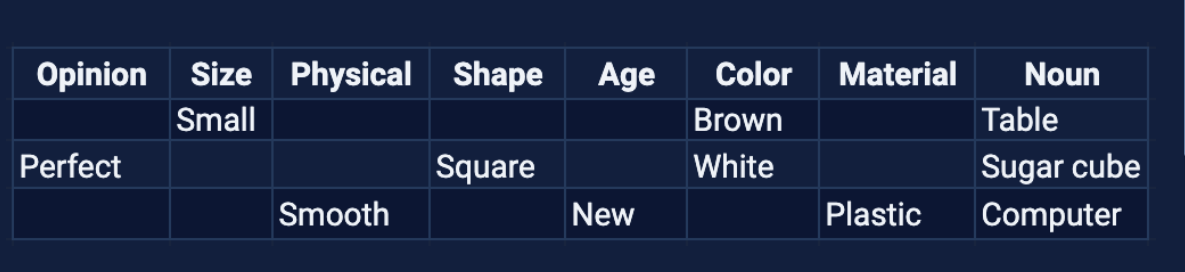 Opinion Size Physical Shape Age Color Material Noun
Small Brown Table
Perfect Square White Sugar cube
Smooth New Plastic Computer